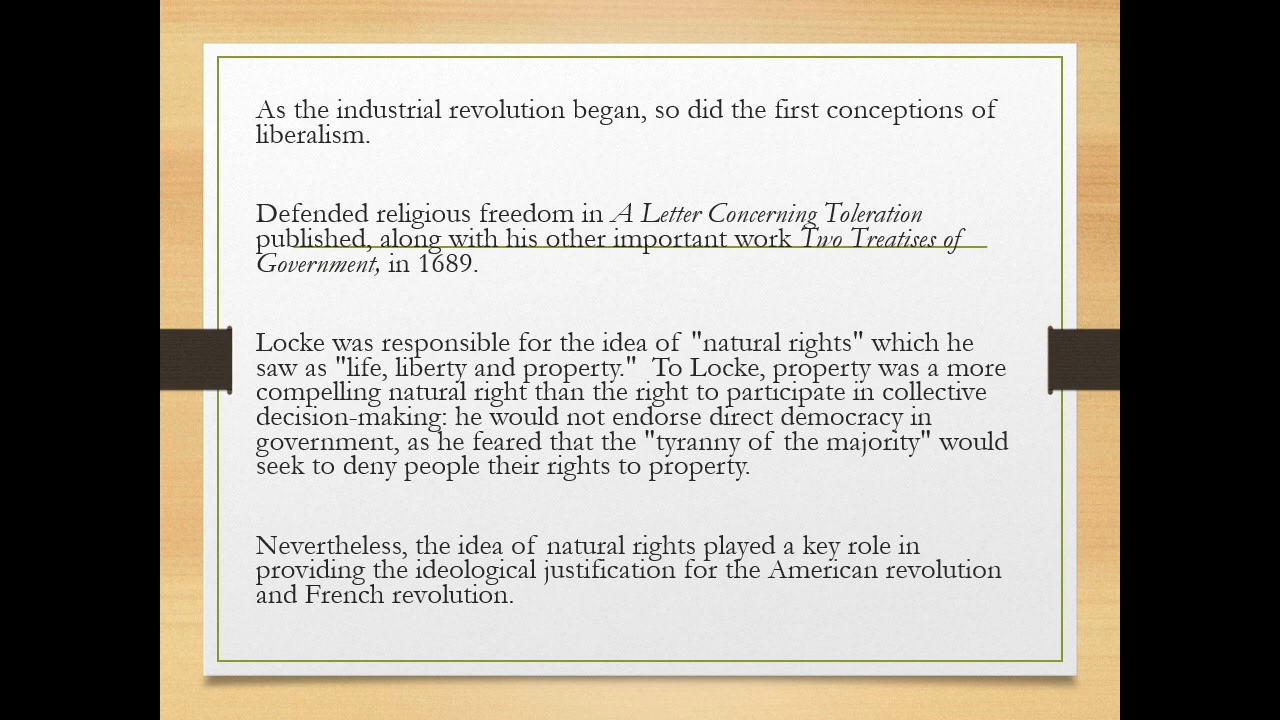 As the industrial revolution began, so did the first conceptions of
liberalism.
Defended religious freedom in A Letter Concerning Toleration
published, along with his other important work Two Treatises of
Government, in 1689.
Locke was responsible for the idea of "natural rights" which he
saw as "life, liberty and property."  To Locke, property was a more
compelling natural right than the right to participate in collective
decision-making: he would not endorse direct democracy in
government, as he feared that the "tyranny of the majority" would
seek to deny people their rights to property.
Nevertheless, the idea of natural rights played a key role in
providing the ideological justification for the American revolution
and French revolution.